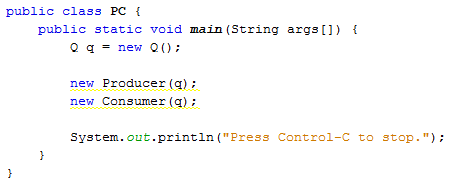 public class PC {
public static void main(String args[]) {
Q q = new Q();
new Producer(q);
new Consumer(q);
System.out.println("Press Control-C to stop.");
}
}